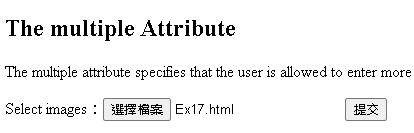 The multiple Attribute
The multiple attribute specifies that the user is allowed to enter more
Select images：選擇檔案 Ex17.html 提交